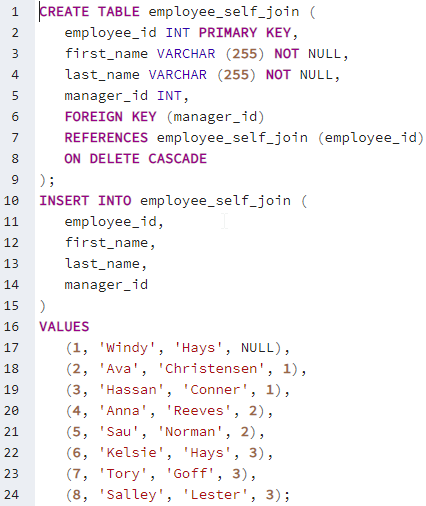 1 CREATE TABLE employee_self_join (
2 employee_id INT PRIMARY KEY,
3 first_name VARCHAR (255) NOT NULL,
4 last_name VARCHAR (255) NOT NULL,
5 manager_id INT,
6 FOREIGN KEY (manager_id)
7 REFERENCES employee_self_join (employee_id)
8 ON DELETE CASCADE
9 );
10 INSERT INTO employee_self_join (
11 employee_id,
12 first_name,
13 last_name,
14 manager_id
15 )
16 VALUES
17 (1, 'Windy', 'Hays', NULL),
18 (2, 'Ava', 'Christensen', 1),
19 (3, 'Hassan', 'Conner', 1),
20 (4, 'Anna', 'Reeves', 2),
21 (5, 'Sau', 'Norman', 2),
22 (6, 'Kelsie', 'Hays', 3),
23 (7, 'Tory', 'Goff', 3),
24 (8, 'Salley', 'Lester', 3);